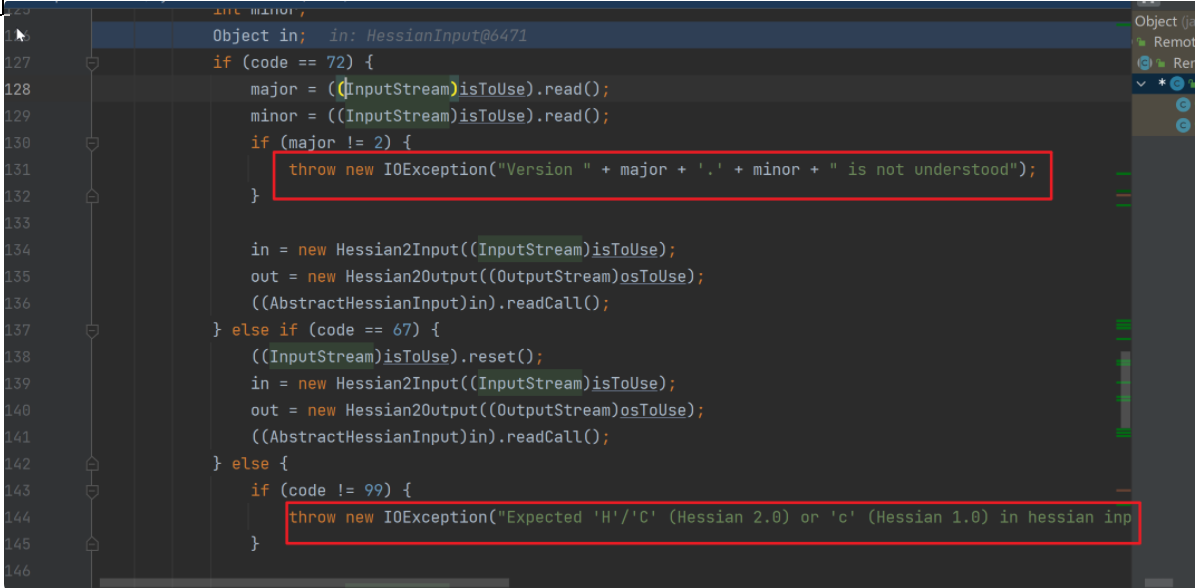 int minor;
Object (ja
126 Object in;   in: HessianInput@6471
Remot
127 if (code == 72) {
Rem
128 major = ((InputStream)isToUse).read();
*
129 minor = ((InputStream)isToUse).read();
130 if (major != 2) {
131 throw new IOException("Version " + major + '.' + minor + " is not understood");
132 }
133
134 in = new Hessian2Input((InputStream)isToUse);
135 out = new Hessian2Output((OutputStream)osToUse);
136 ((AbstractHessianInput)in).readCall();
137 } else if (code == 67) {
138 ((InputStream)isToUse).reset();
139 in = new Hessian2Input((InputStream)isToUse);
140 out = new Hessian2Output((OutputStream)osToUse);
141 ((AbstractHessianInput)in).readCall();
142 } else {
143 if (code != 99) {
144 throw new IOException("Expected 'H'/'C' (Hessian 2.0) or 'c' (Hessian 1.0) in hessian inp
145 }
146